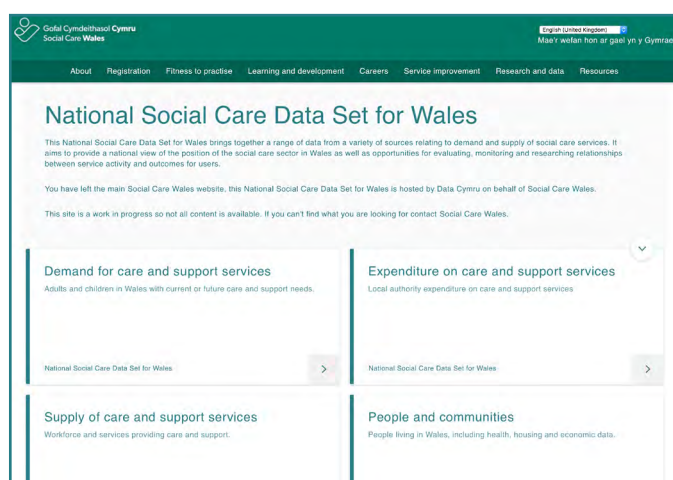 Gofal Cymdeithasol Cymru
Social Care Wales
English (United Kingdom)
Mae'r wefan hon ar gael yn y Gymrae
About Registration Fitness to practise Learning and development Careers Service improvement Research and data Resources
National Social Care Data Set for Wales
This National Social Care Data Set for Wales brings together a range of data from a variety of sources relating to demand and supply of social care services. It
aims to provide a national view of the position of the social care sector in Wales as well as opportunities for evaluating, monitoring and researching relationships
between service activity and outcomes for users.
You have left the main Social Care Wales website, this National Social Care Data Set for Wales is hosted by Data Cymru on behalf of Social Care Wales.
This site is a work in progress so not all content is available. If you can't find what you are looking for contact Social Care Wales.
Demand for care and support services
Adults and children in Wales with current or future care and support needs.
National Social Care Data Set for Wales
Expenditure on care and support services
Local authority expenditure on care and support services
National Social Care Data Set for Wales
Supply of care and support services
Workforce and services providing care and support.
People and communities
People living in Wales, including health, housing and economic data.